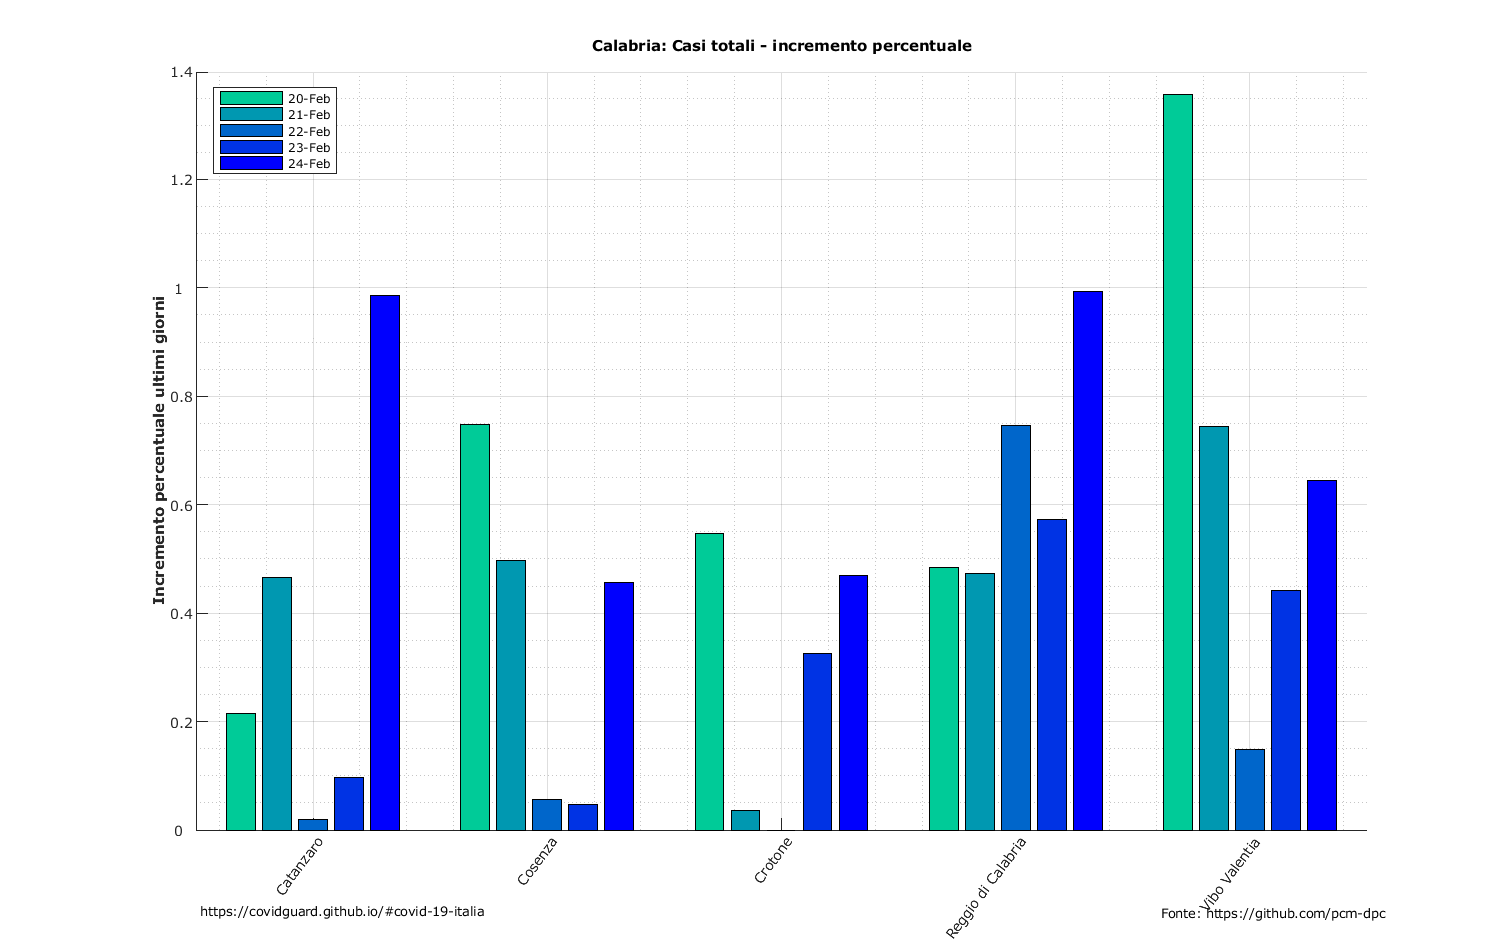 Calabria: Casi totali - incremento percentuale
1.4
1.2
1
0.8
0.6
0.4
0.2
0
Incremento percentuale ultimi giorni
20-Feb
21-Feb
22-Feb
23-Feb
24-Feb
Catanzaro
Cosenza
Crotone
Reggio di Calabria
Vibo Valentia
https://covidguard.github.io/#covid-19-italia
Fonte: https://github.com/pcm-dpc